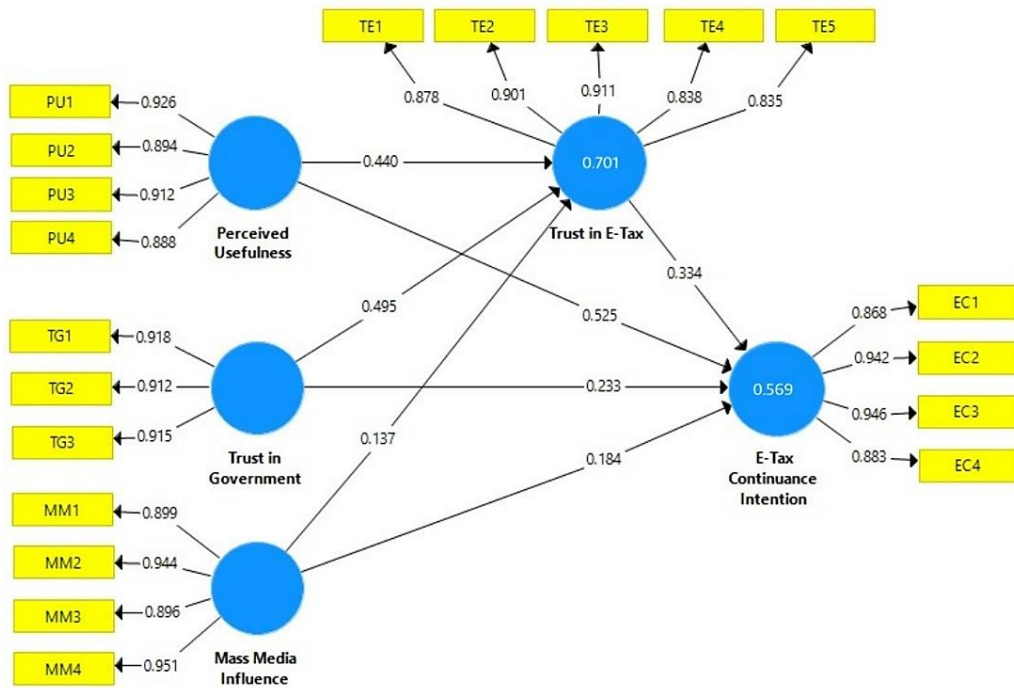 TE1
TE2
TE3
TE4
TE5
0.878
0.901
0.911
0.838
0.835
PU1
0.926
PU2
0.894
PU3
0.912
PU4
0.888
Perceived
Usefulness
0.440
0.701
Trust in E-Tax
0.334
0.495
0.525
TG1
0.918
TG2
0.912
TG3
0.915
Trust in
Government
0.233
0.137
0.184
0.569
E-Tax
Continuance
Intention
0.868
EC1
0.942
EC2
0.946
EC3
0.883
EC4
MM1
0.899
MM2
0.944
MM3
0.896
MM4
0.951
Mass Media
Influence